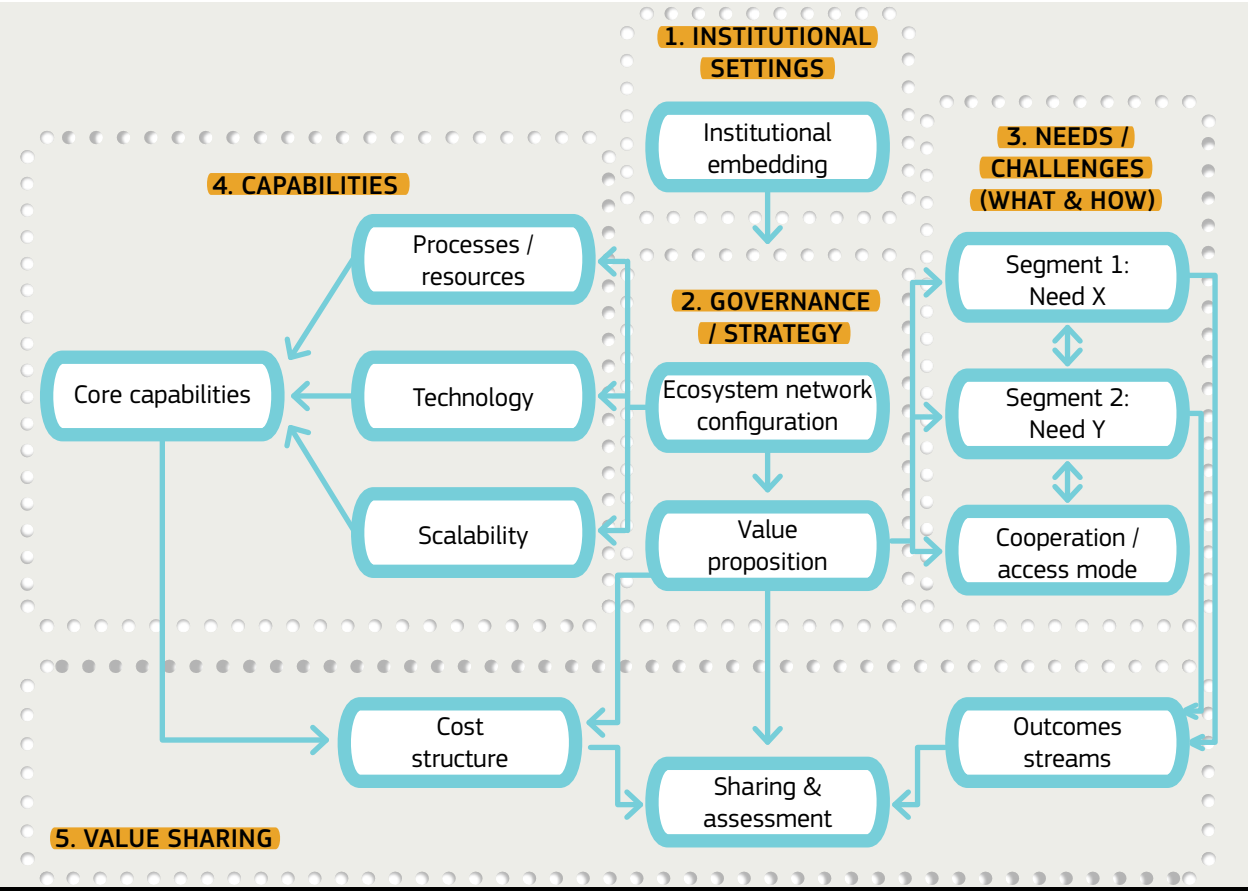 1. INSTITUTIONAL
SETTINGS
Institutional
embedding
2. GOVERNANCE
/ STRATEGY
Ecosystem network
configuration
Value
proposition
3. NEEDS /
CHALLENGES
(WHAT & HOW)
Segment 1:
Need X
Segment 2:
Need Y
Cooperation /
access mode
4. CAPABILITIES
Processes /
resources
Core capabilities
Technology
Scalability
5. VALUE SHARING
Cost
structure
Sharing &
assessment
Outcomes
streams